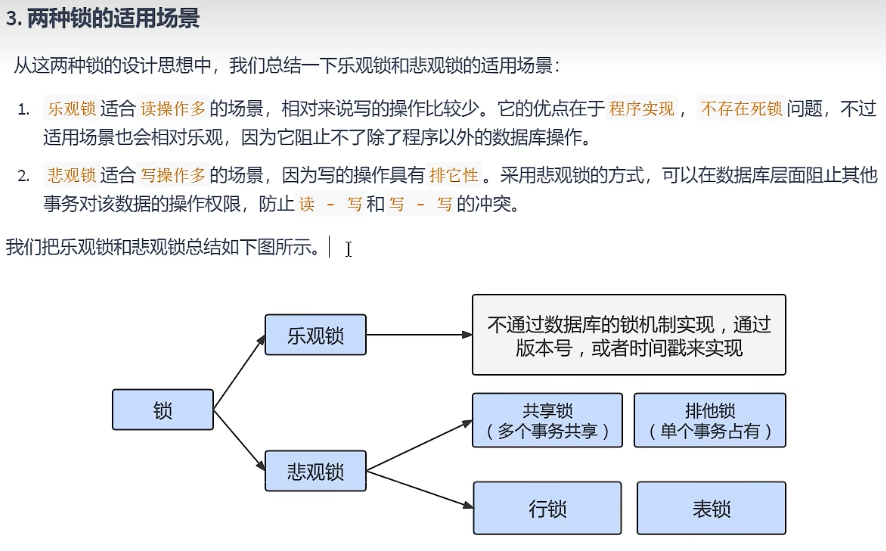 3. 两种锁的适用场景
从这两种锁的设计思想中，我们总结一下乐观锁和悲观锁的适用场景：
1. 乐观锁 适合 读操作多 的场景，相对来说写的操作比较少。它的优点在于 程序实现 ， 不存在死锁 问题，不过
适用场景也会相对乐观，因为它阻止不了除了程序以外的数据库操作。
2. 悲观锁 适合 写操作多 的场景，因为写的操作具有 排它性 。采用悲观锁的方式，可以在数据库层面阻止其他
事务对该数据的操作权限，防止 读 - 写 和 写 - 写 的冲突。
我们把乐观锁和悲观锁总结如下图所示。
锁
乐观锁
不通过数据库的锁机制实现，通过
版本号，或者时间戳来实现
悲观锁
共享锁
（多个事务共享）
排他锁
（单个事务占有）
行锁
表锁